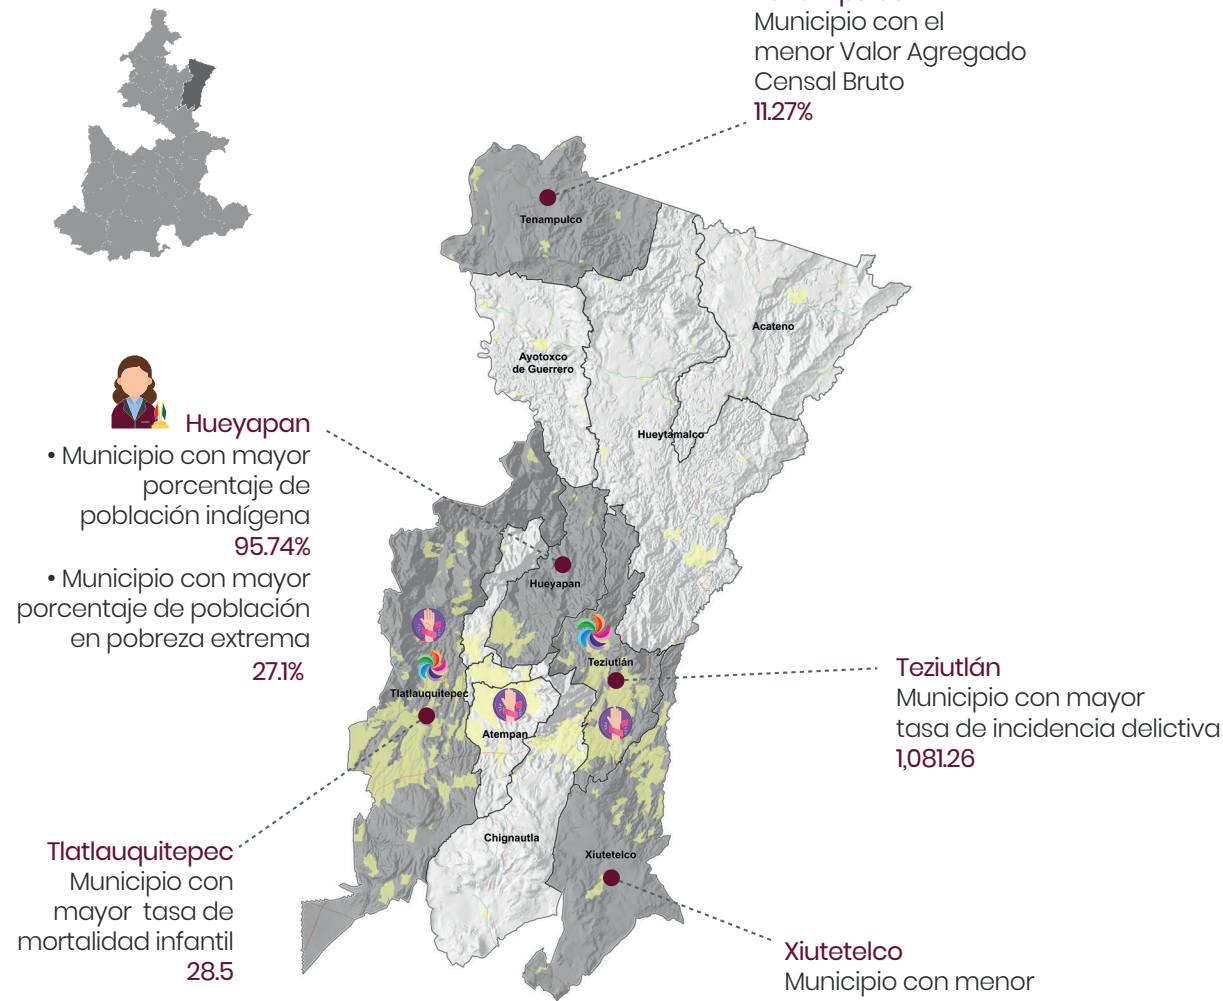 Municipio con el
menor Valor Agregado
Censal Bruto
11.27%
Tenampulco
Acateno
Ayotoxco
de Guerrero
Hueytamalco
Hueyapan
• Municipio con mayor
porcentaje de
población indígena
95.74%
• Municipio con mayor
porcentaje de población
en pobreza extrema
27.1%
Hueyapan
Teziutlán
Tlatlauquitepec
Atempan
Teziutlán
Municipio con mayor
tasa de incidencia delictiva
1,081.26
Chignautla
Xiutetelco
Tlatlauquitepec
Municipio con
mayor tasa de
mortalidad infantil
28.5
Xiutetelco
Municipio con menor